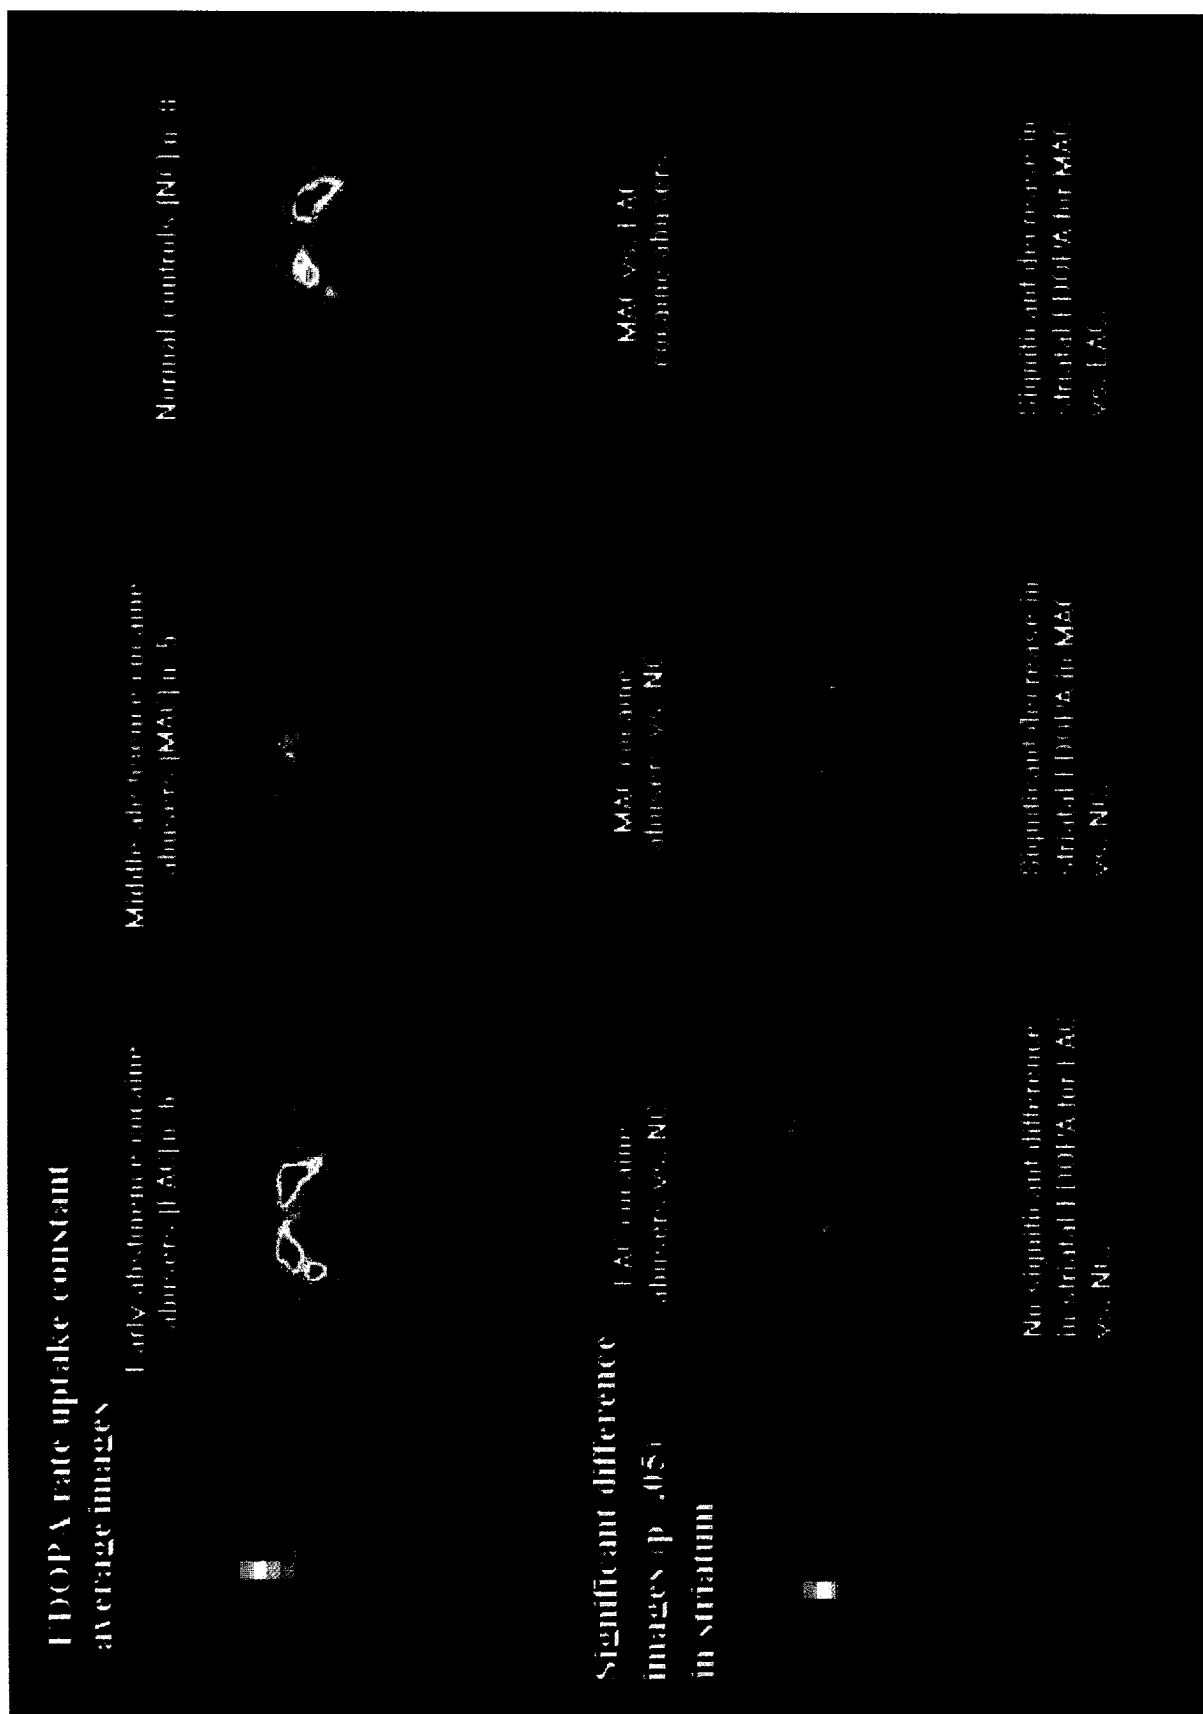 FDOPA rate uptake constant
average images
Early abstinence cocaine
abusers [EAC] n=6
Middle abstinence cocaine
abusers [MAC] n=5
Normal controls [NC] n=8
Significant difference
images (p .05)
in striatum
EAC cocaine
abusers vs. NC
MAC cocaine
abusers vs. NC
MAC vs. EAC
cocaine abusers
No significant difference
in striatal FDOPA for EAC
vs. NC.
Significant decrease in
striatal FDOPA in MAC
vs. NC.
Significant decrease in
striatal FDOPA for MAC
vs. EAC.